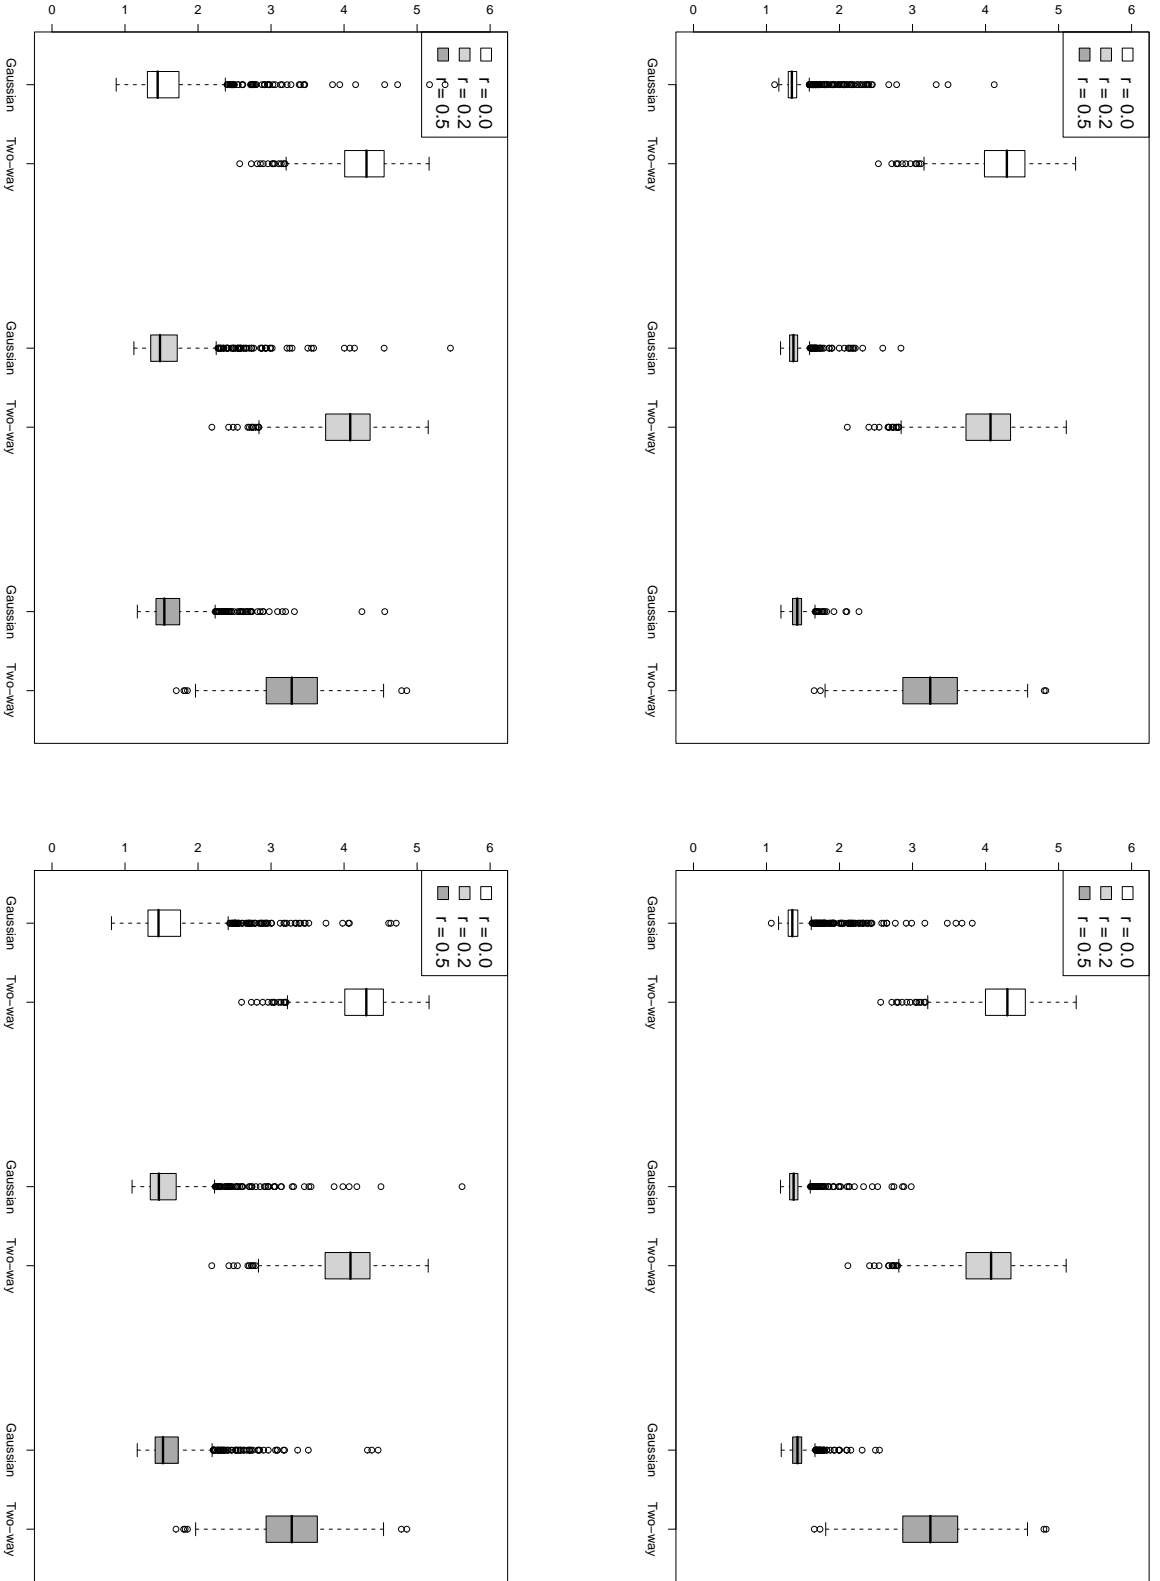 0 1 2 3 4 5 6
r = 0.0
r = 0.2
r = 0.5
Gaussian Two−way Gaussian Two−way Gaussian Two−way
0 1 2 3 4 5 6
r = 0.0
r = 0.2
r = 0.5
Gaussian Two−way Gaussian Two−way Gaussian Two−way
0 1 2 3 4 5 6
r = 0.0
r = 0.2
r = 0.5
Gaussian Two−way Gaussian Two−way Gaussian Two−way
0 1 2 3 4 5 6
r = 0.0
r = 0.2
r = 0.5
Gaussian Two−way Gaussian Two−way Gaussian Two−way